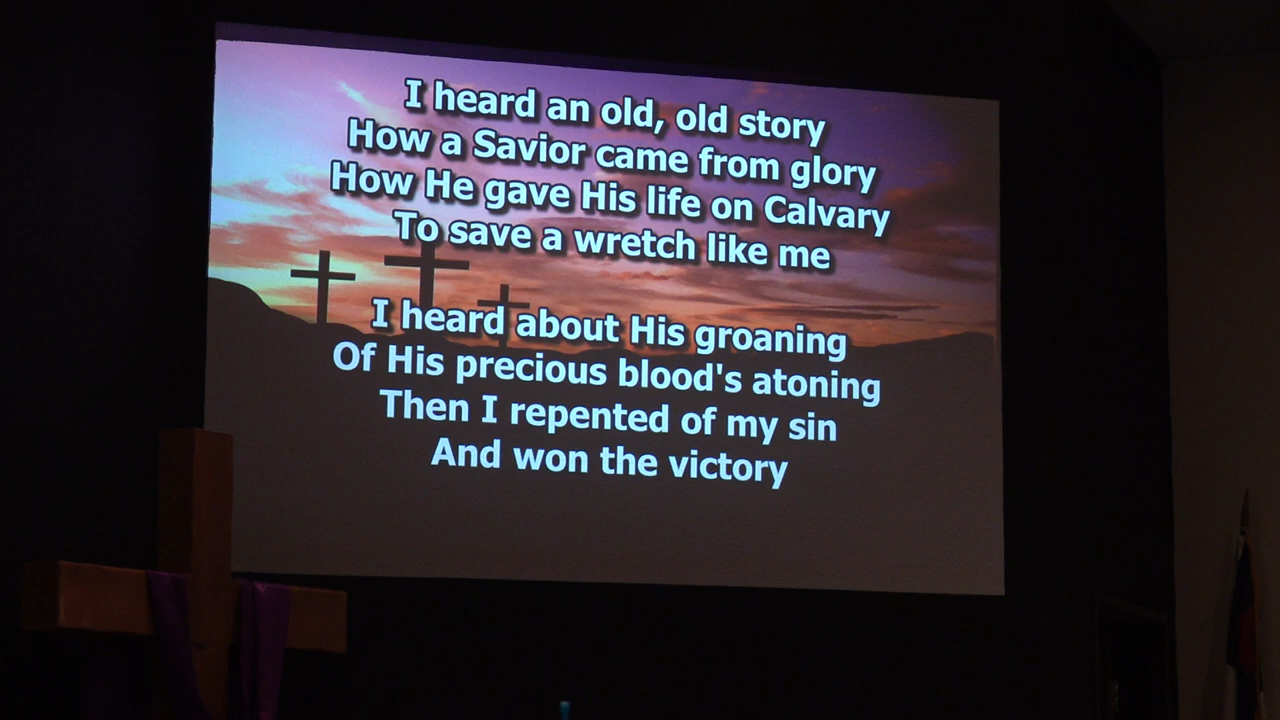 I heard an old, old story
How a Savior came from glory
How He gave His life on Calvary
To save a wretch like me
I heard about His groaning
Of His precious blood's atoning
Then I repented of my sin
And won the victory